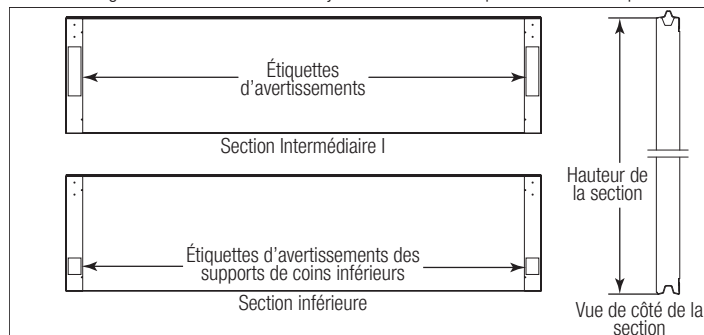 Étiquettes
d'avertissements
Section Intermédiaire I
Hauteur de
la section
Étiquettes d'avertissements des
supports de coins inférieurs
Section inférieure
Vue de côté de la
section